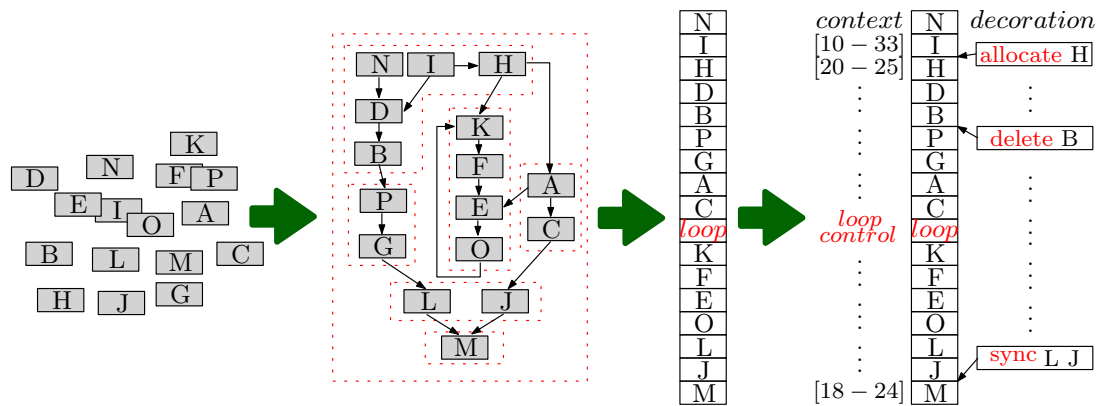 K
N
D
F P
E I O A
B L M C
H J G
N I H
D
K
B
F
A
P
E
C
G
O
L J
M
N
I
H
D
B
P
G
A
C
loop
K
F
E
O
L
J
M
context
[10 − 33]
[20 − 25]
loop
control
[18 − 24]
N
I
H
D
B
P
G
A
C
loop
K
F
E
O
L
J
M
decoration
allocate H
delete B
sync L J